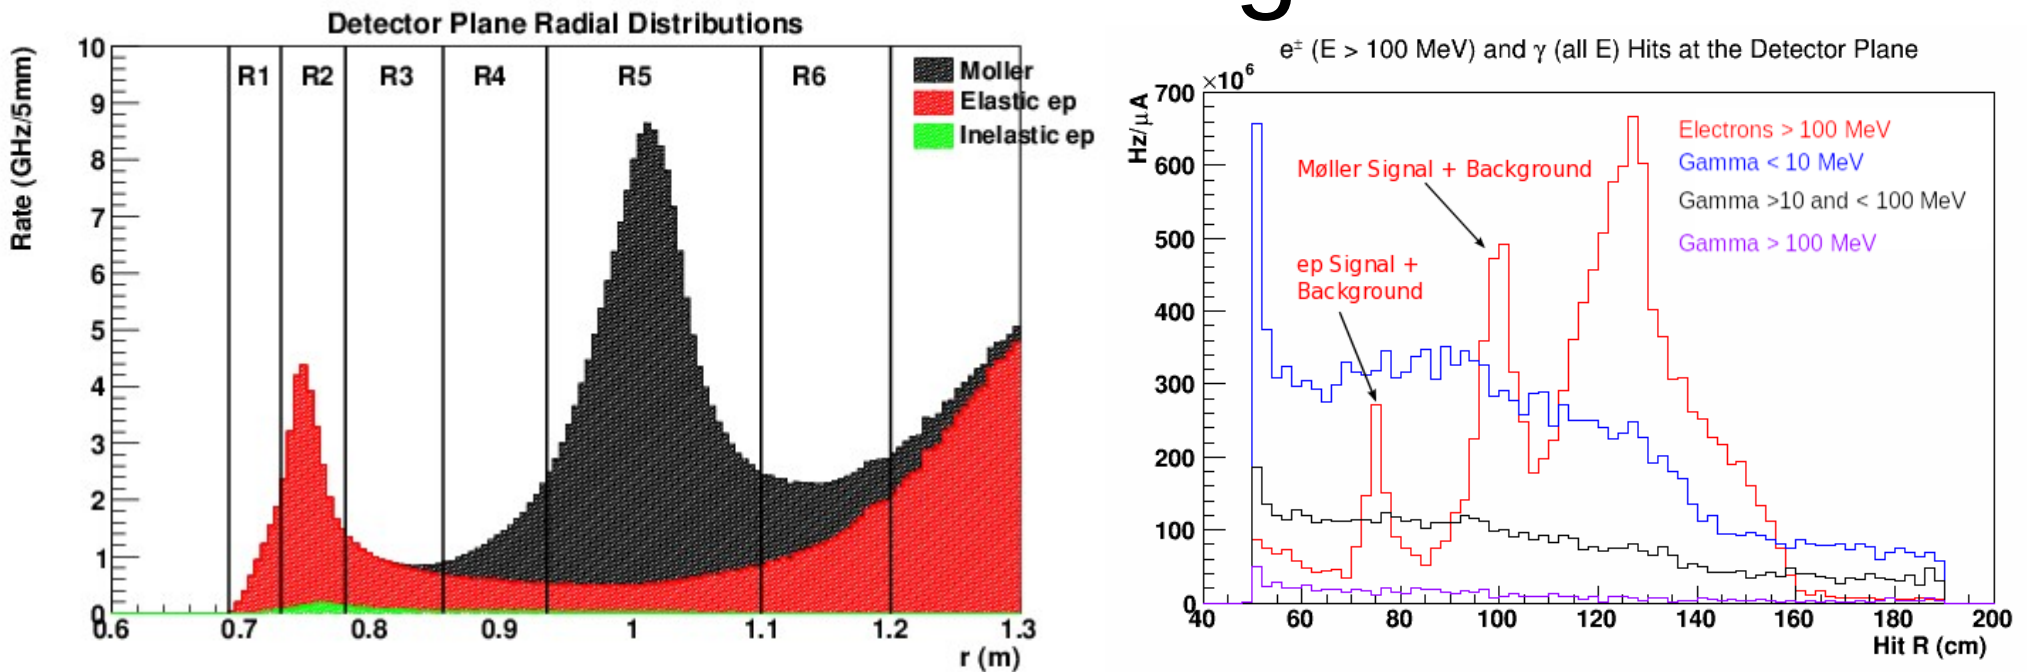 g
Detector Plane Radial Distributions
Rate (GHz/5mm)
10
9
8
7
6
5
4
3
2
1
0
R1 R2 R3 R4 R5 R6
Moller
Elastic ep
Inelastic ep
0.6 0.7 0.8 0.9 1 1.1 1.2 1.3
r (m)
e± (E > 100 MeV) and γ (all E) Hits at the Detector Plane
×10⁶
Hz/μA
700
600
500
400
300
200
100
0
Electrons > 100 MeV
Gamma < 10 MeV
Gamma >10 and < 100 MeV
Gamma > 100 MeV
Møller Signal + Background
ep Signal +
Background
40 60 80 100 120 140 160 180 200
Hit R (cm)